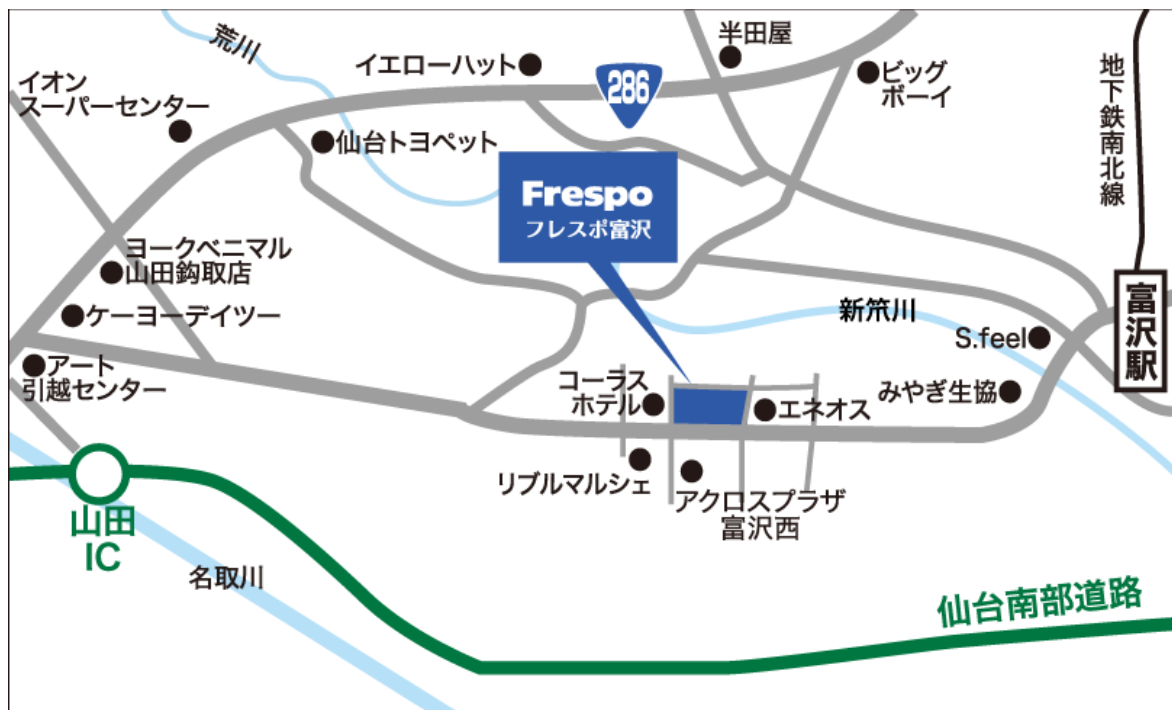 荒川
イエローハット
286
半田屋
ビッグ
ボーイ
地下鉄南北線
イオン
スーパーセンター
仙台トヨペット
Frespo
フレスポ富沢
ヨークベニマル
山田鈎取店
ケーヨーデイツー
新笊川
S.feel
富沢駅
アート
引越センター
コーラス
ホテル
エネオス
みやぎ生協
リブルマルシェ
アクロスプラザ
富沢西
山田
IC
名取川
仙台南部道路